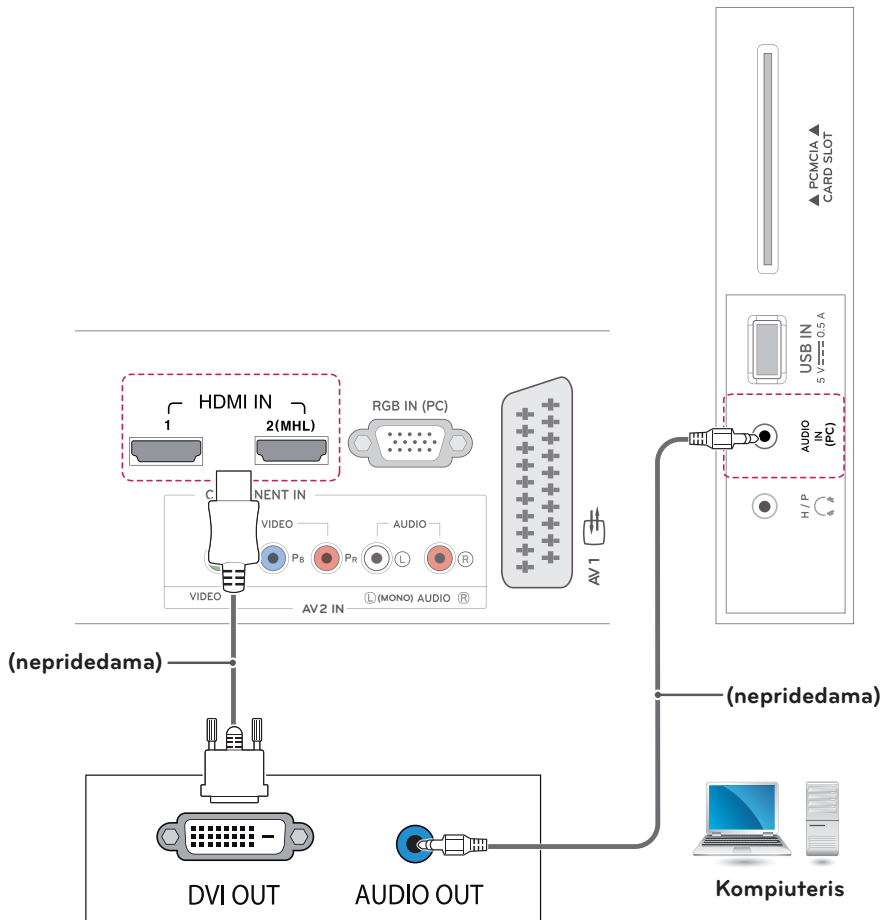 ▲ PCMCIA ▲
CARD SLOT
USB IN
5 V 0.5 A
AUDIO
IN
(PC)
H / P
HDMI IN
1
2(MHL)
RGB IN (PC)
VIDEO
AUDIO
PB
PR
L
R
VIDEO
L (MONO) AUDIO R
AV2 IN
AV 1
(nepridedama)
(nepridedama)
DVI OUT
AUDIO OUT
Kompiuteris